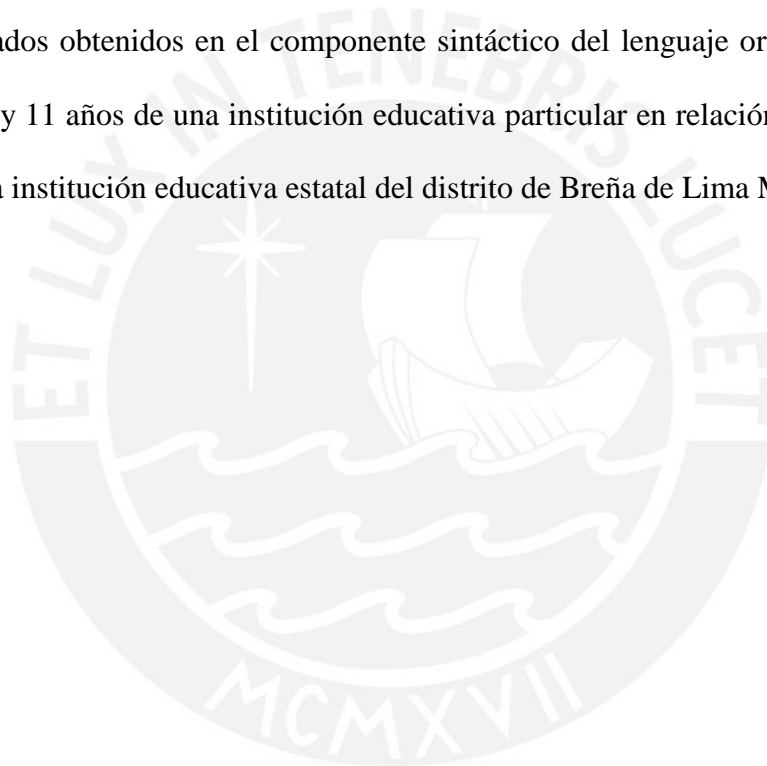 ados obtenidos en el componente sintáctico del lenguaje or
y 11 años de una institución educativa particular en relación
institución educativa estatal del distrito de Breña de Lima M
ET LUX IN TENEBRIS LUCET
MCMXVII